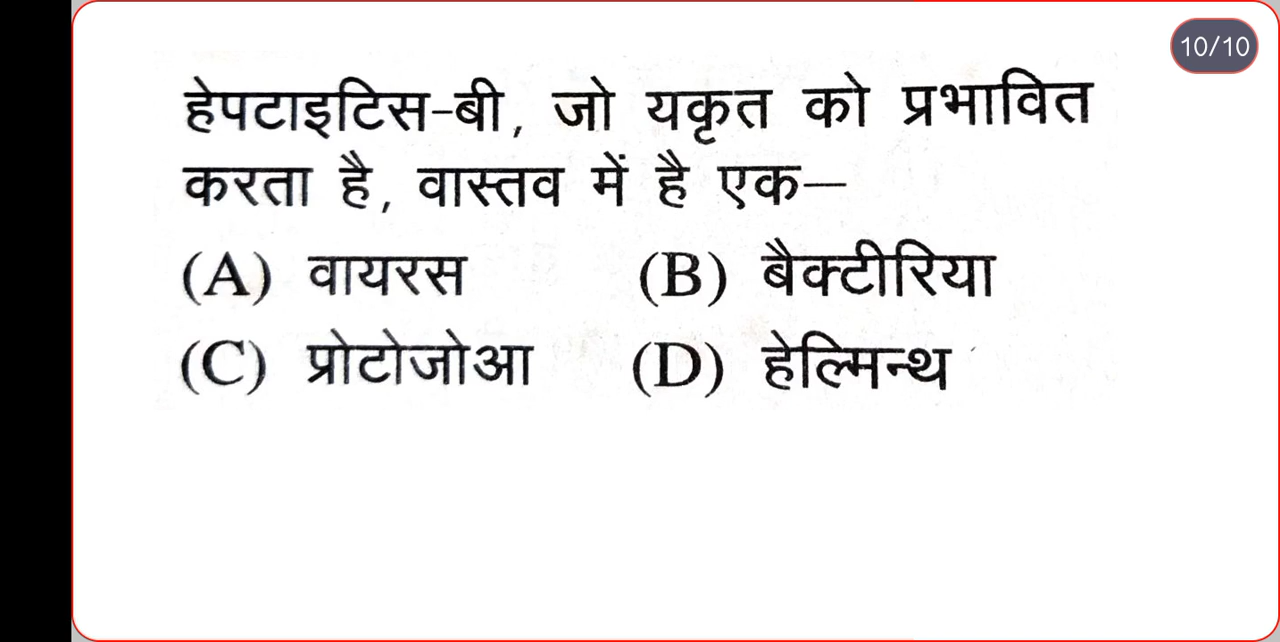 10/10
हेपटाइटिस-बी, जो यकृत को प्रभावित
करता है, वास्तव में है एक—
(A) वायरस (B) बैक्टीरिया
(C) प्रोटोजोआ (D) हेल्मिन्थ